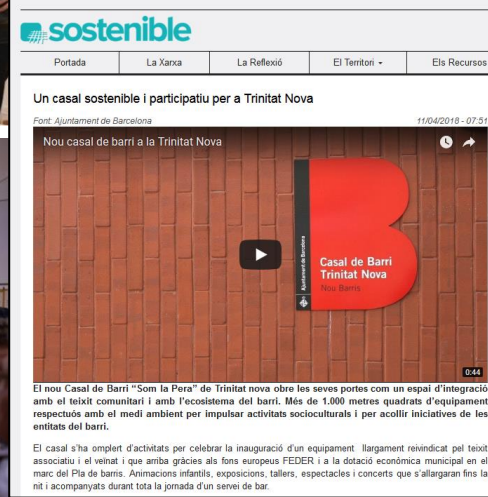 #sostenible
Portada La Xarxa La Reflexió El Territori Els Recursos
Un casal sostenible i participatiu per a Trinitat Nova
Font: Ajuntament de Barcelona 11/04/2018 - 07:51
Nou casal de barri a la Trinitat Nova
Ajuntament de Barcelona
Casal de Barri
Trinitat Nova
Nou Barris
0:44
El nou Casal de Barri “Som la Pera” de Trinitat nova obre les seves portes com un espai d'integració
amb el teixit comunitari i amb l'ecosistema del barri. Més de 1.000 metres quadrats d'equipament
respectuós amb el medi ambient per impulsar activitats socioculturals i per acollir iniciatives de les
entitats del barri.
El casal s'ha omplert d'activitats per celebrar la inauguració d'un equipament llargament reivindicat pel teixit
associatiu i el veïnat i que arriba gràcies als fons europeus FEDER i a la dotació econòmica municipal en el
marc del Pla de barris. Animacions infantils, exposicions, tallers, espectacles i concerts que s'allargaran fins la
nit i acompanyats durant tota la jornada d'un servei de bar.